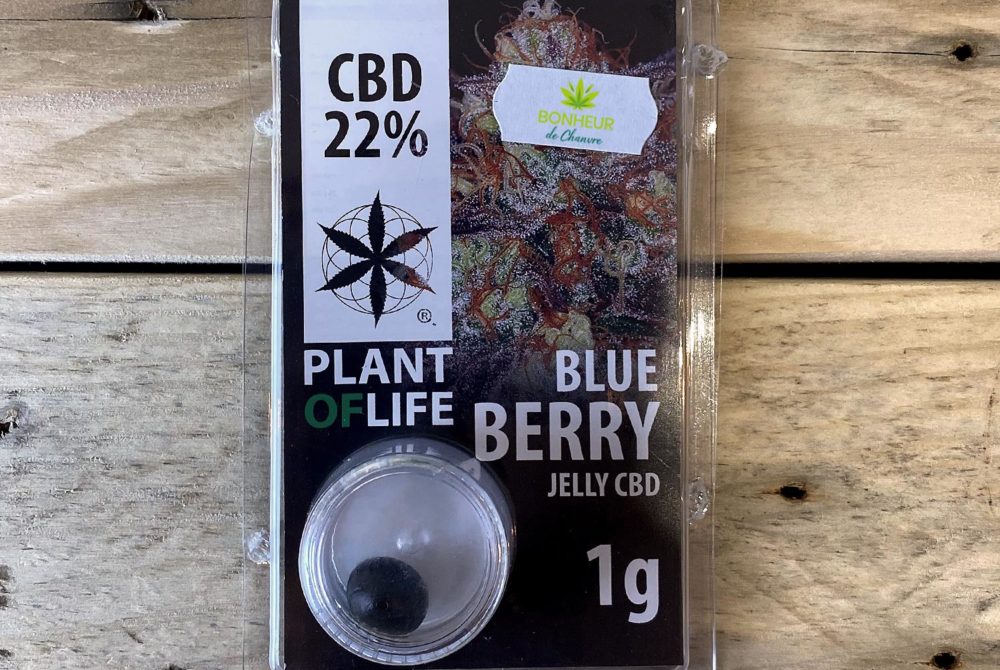 CBD
22%
BONHEUR
de Chanvre
®
PLANT
OFLIFE
BLUE
BERRY
JELLY CBD
1g